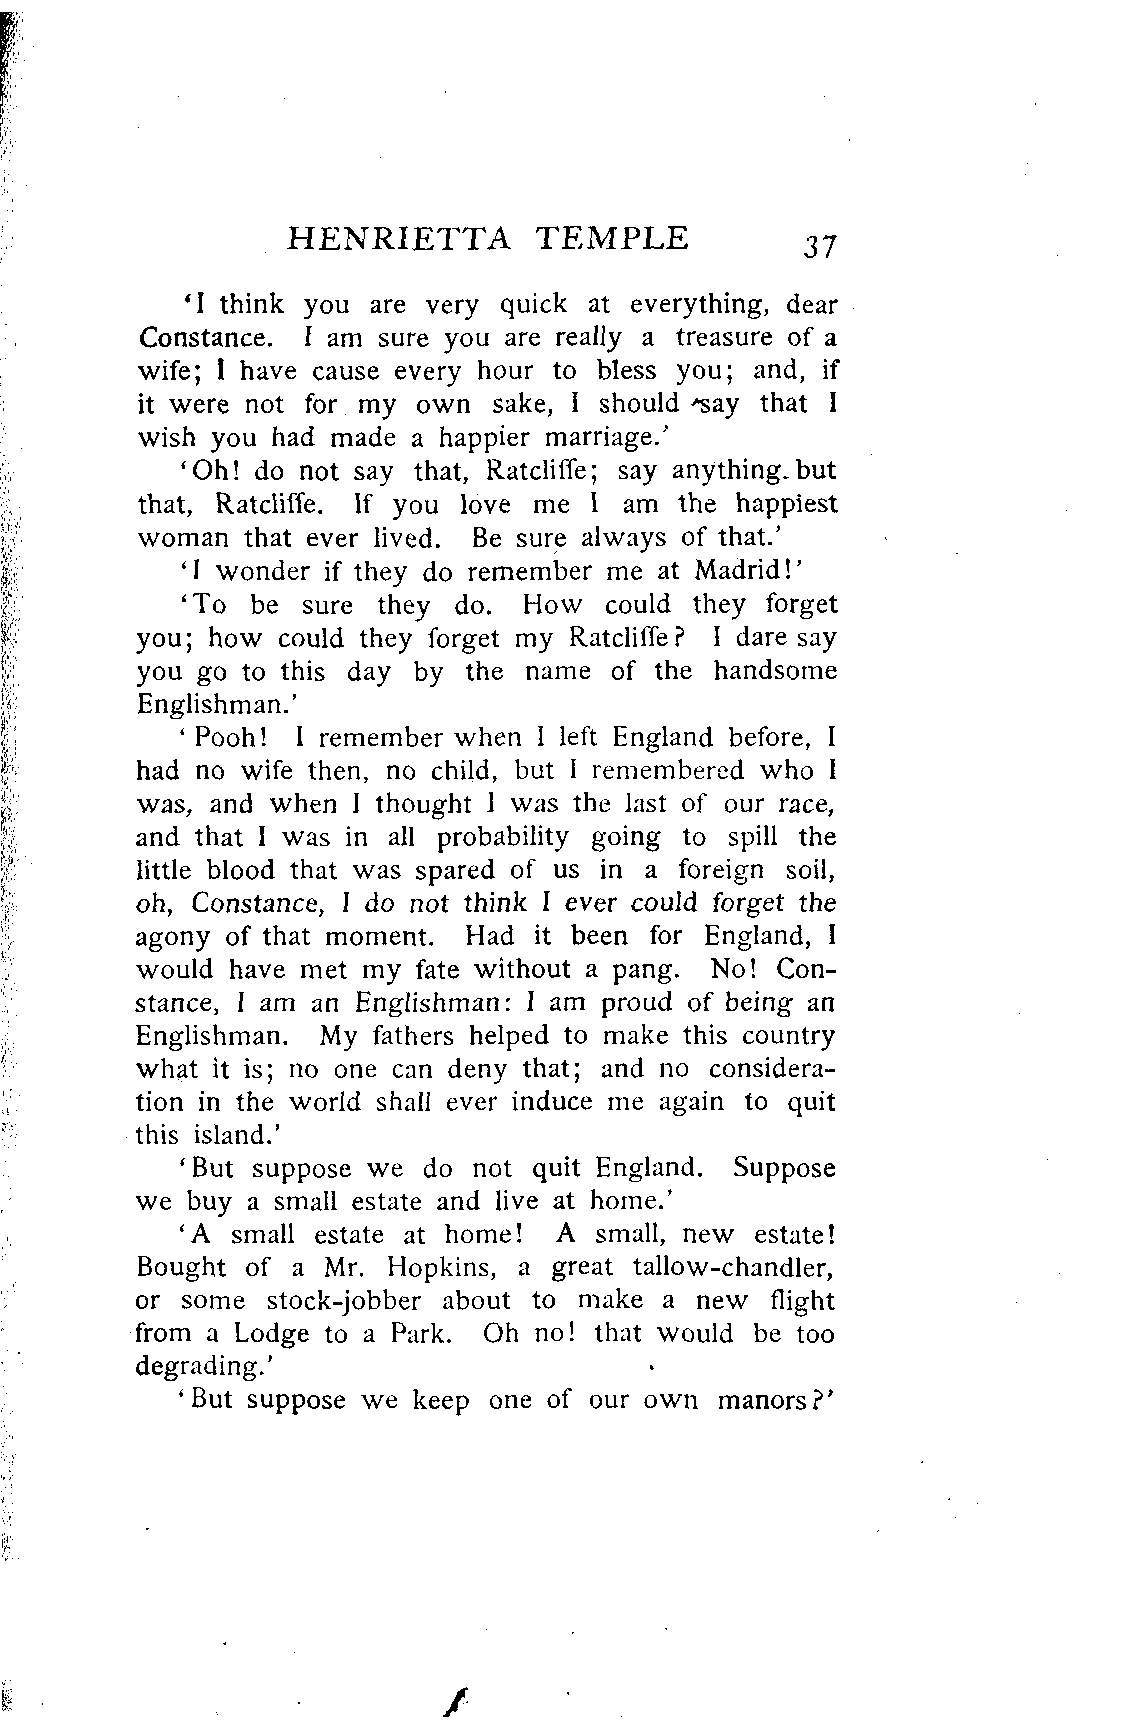 HENRIETTA TEMPLE 37
'I think you are very quick at everything, dear
Constance. I am sure you are really a treasure of a
wife; I have cause every hour to bless you; and, if
it were not for my own sake, I should say that I
wish you had made a happier marriage.'
'Oh! do not say that, Ratcliffe; say anything but
that, Ratcliffe. If you love me I am the happiest
woman that ever lived. Be sure always of that.'
'I wonder if they do remember me at Madrid!'
'To be sure they do. How could they forget
you; how could they forget my Ratcliffe? I dare say
you go to this day by the name of the handsome
Englishman.'
'Pooh! I remember when I left England before, I
had no wife then, no child, but I remembered who I
was, and when I thought I was the last of our race,
and that I was in all probability going to spill the
little blood that was spared of us in a foreign soil,
oh, Constance, I do not think I ever could forget the
agony of that moment. Had it been for England, I
would have met my fate without a pang. No! Con-
stance, I am an Englishman: I am proud of being an
Englishman. My fathers helped to make this country
what it is; no one can deny that; and no considera-
tion in the world shall ever induce me again to quit
this island.'
'But suppose we do not quit England. Suppose
we buy a small estate and live at home.'
'A small estate at home! A small, new estate!
Bought of a Mr. Hopkins, a great tallow-chandler,
or some stock-jobber about to make a new flight
from a Lodge to a Park. Oh no! that would be too
degrading.'
'But suppose we keep one of our own manors?'